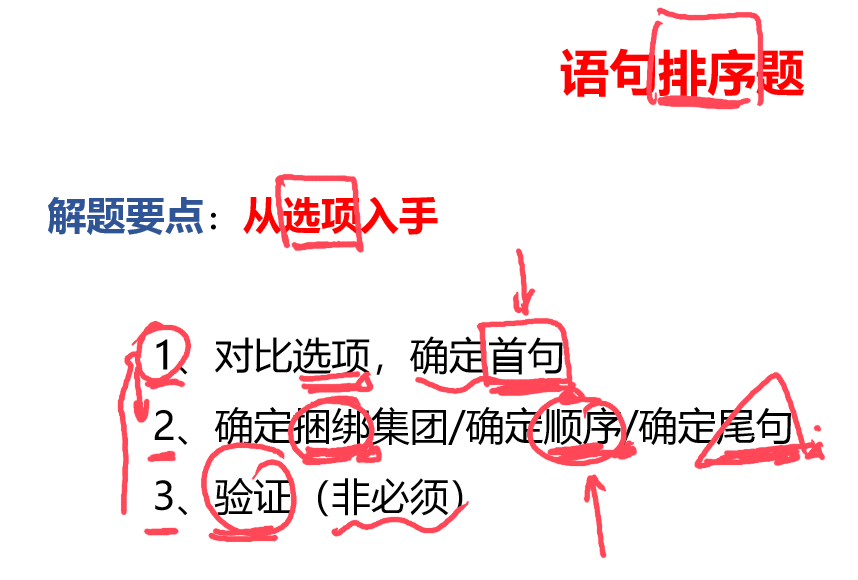 语句排序题
解题要点：从选项入手
1、对比选项，确定首句
2、确定捆绑集团/确定顺序/确定尾句
3、验证（非必须）